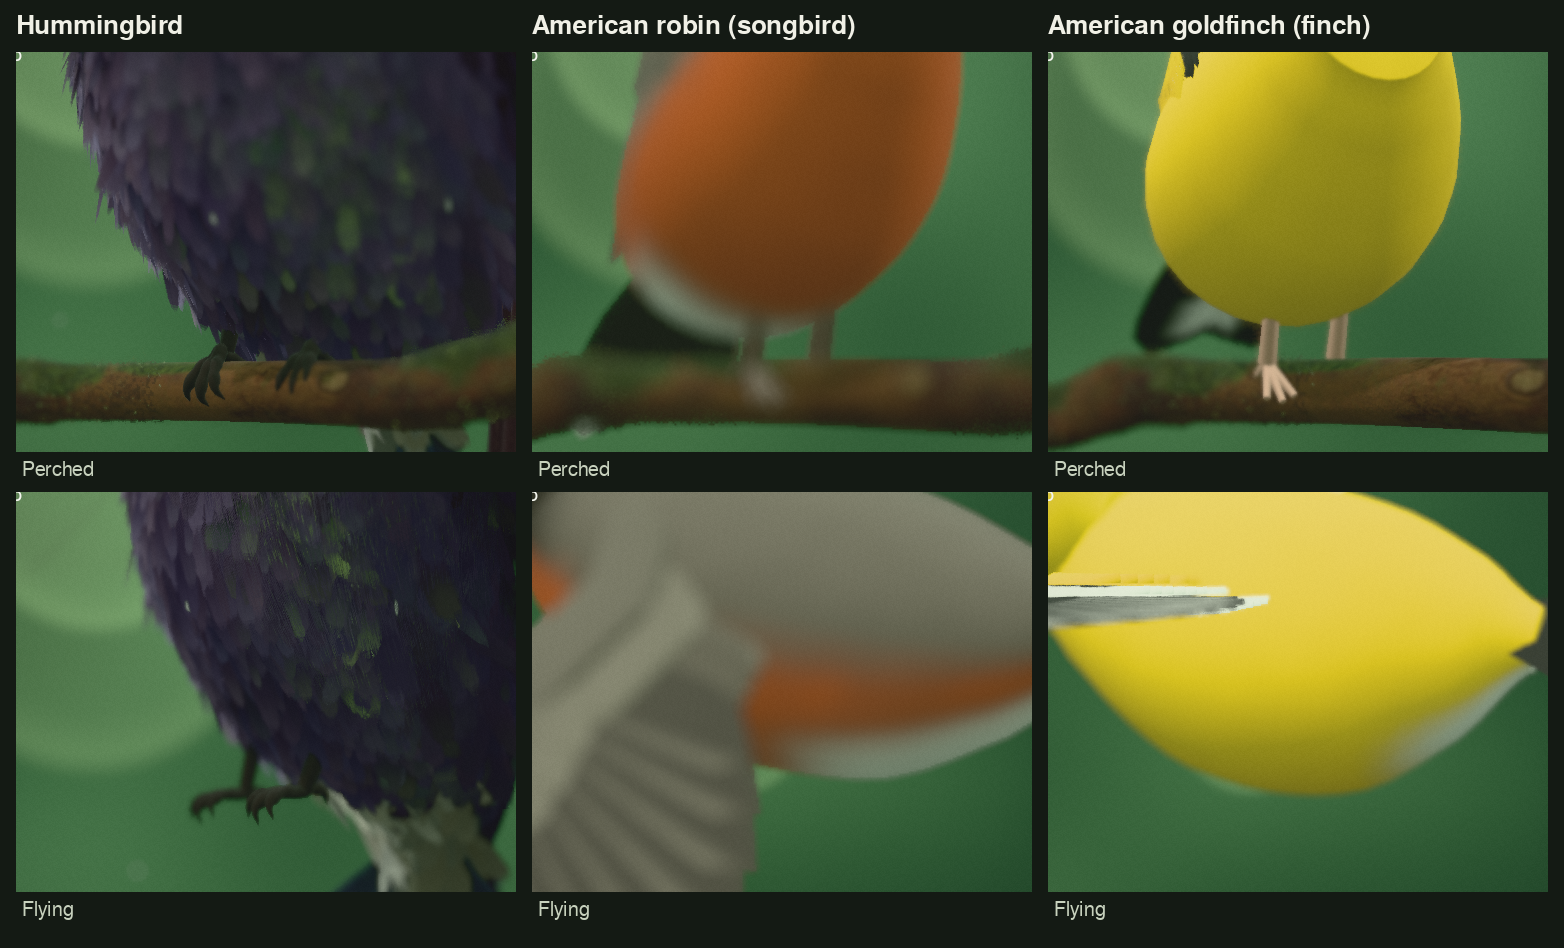 Hummingbird
American robin (songbird)
American goldfinch (finch)
Perched
Perched
Perched
Flying
Flying
Flying